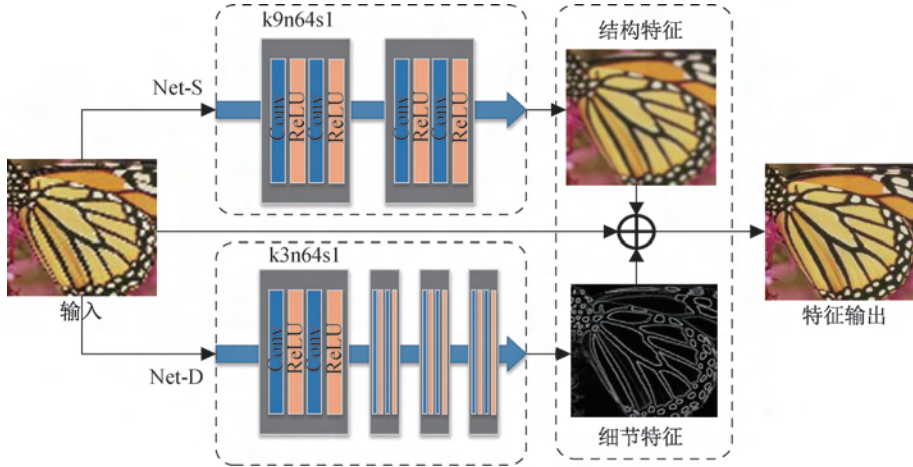 k9n64s1
结构特征
Net-S
Conv
ReLU
Conv
ReLU
Conv
ReLU
Conv
ReLU
输入
k3n64s1
Net-D
Conv
ReLU
Conv
ReLU
细节特征
特征输出